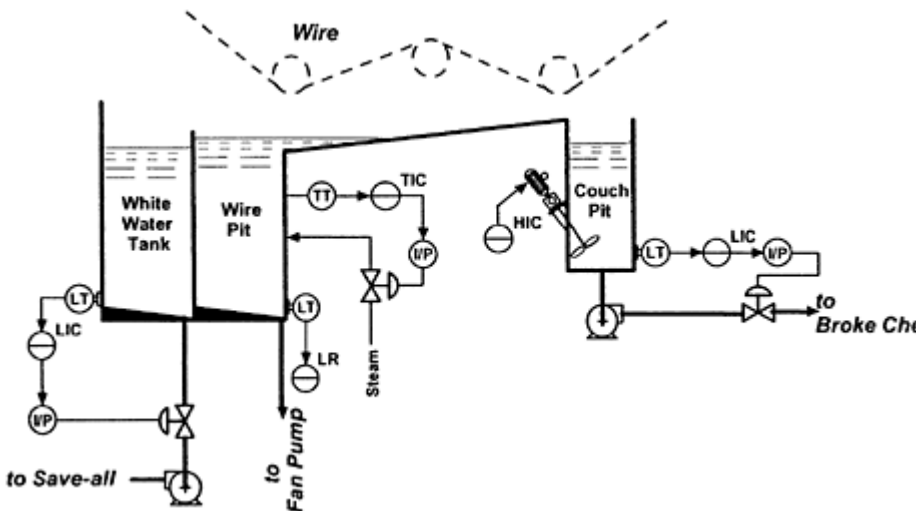 Wire
White
Water
Tank
Wire
Pit
TT
TIC
I/P
HIC
Couch
Pit
LT
LIC
I/P
LT
LIC
I/P
LT
LR
Steam
to
Fan Pump
to
Broke Che
to Save-all